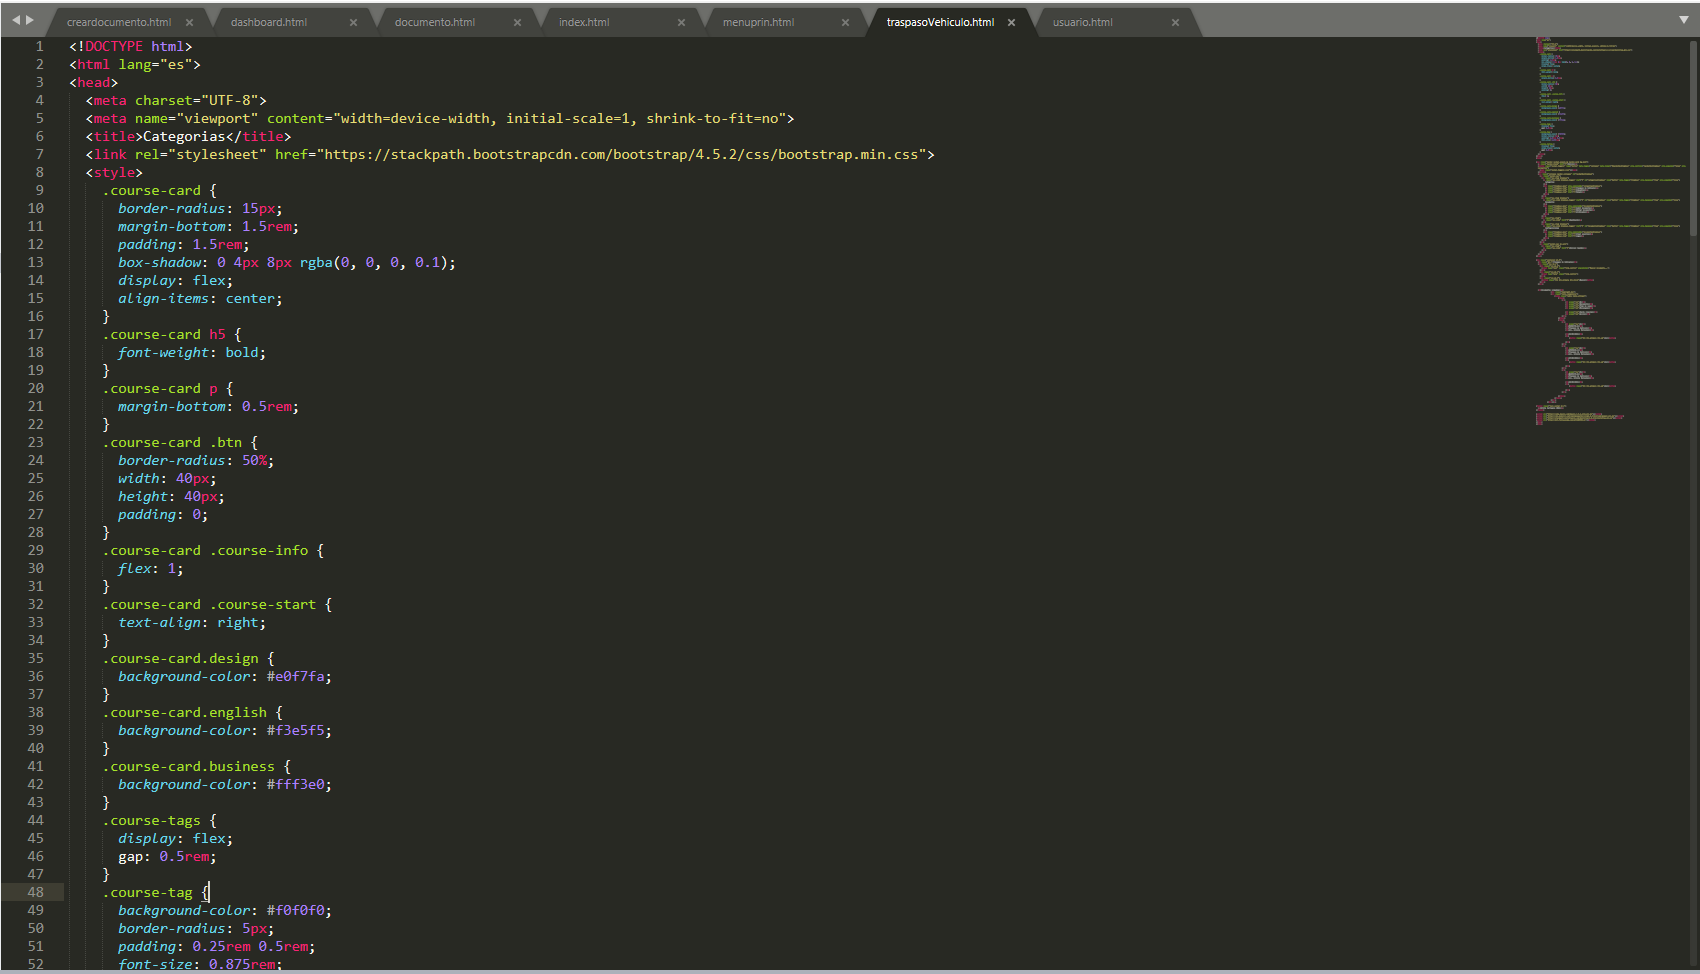 creardocumento.html × dashboard.html × documento.html × index.html × menuprin.html × traspasoVehiculo.html × usuario.html ×
1 <!DOCTYPE html>
2 <html lang="es">
3 <head>
4   <meta charset="UTF-8">
5   <meta name="viewport" content="width=device-width, initial-scale=1, shrink-to-fit=no">
6   <title>Categorias</title>
7   <link rel="stylesheet" href="https://stackpath.bootstrapcdn.com/bootstrap/4.5.2/css/bootstrap.min.css">
8   <style>
9     .course-card {
10       border-radius: 15px;
11       margin-bottom: 1.5rem;
12       padding: 1.5rem;
13       box-shadow: 0 4px 8px rgba(0, 0, 0, 0.1);
14       display: flex;
15       align-items: center;
16     }
17     .course-card h5 {
18       font-weight: bold;
19     }
20     .course-card p {
21       margin-bottom: 0.5rem;
22     }
23     .course-card .btn {
24       border-radius: 50%;
25       width: 40px;
26       height: 40px;
27       padding: 0;
28     }
29     .course-card .course-info {
30       flex: 1;
31     }
32     .course-card .course-start {
33       text-align: right;
34     }
35     .course-card.design {
36       background-color: #e0f7fa;
37     }
38     .course-card.english {
39       background-color: #f3e5f5;
40     }
41     .course-card.business {
42       background-color: #fff3e0;
43     }
44     .course-tags {
45       display: flex;
46       gap: 0.5rem;
47     }
48     .course-tag {
49       background-color: #f0f0f0;
50       border-radius: 5px;
51       padding: 0.25rem 0.5rem;
52       font-size: 0.875rem;